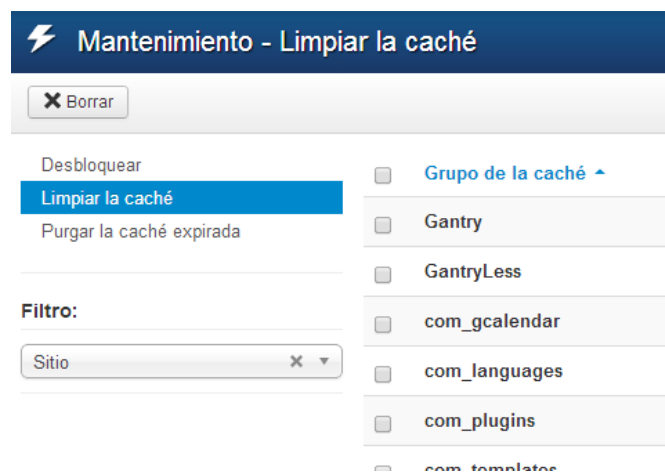 Mantenimiento - Limpiar la caché
Borrar
Desbloquear
Limpiar la caché
Purgar la caché expirada
Filtro:
Sitio
Grupo de la caché
Gantry
GantryLess
com_gcalendar
com_languages
com_plugins
com_templates